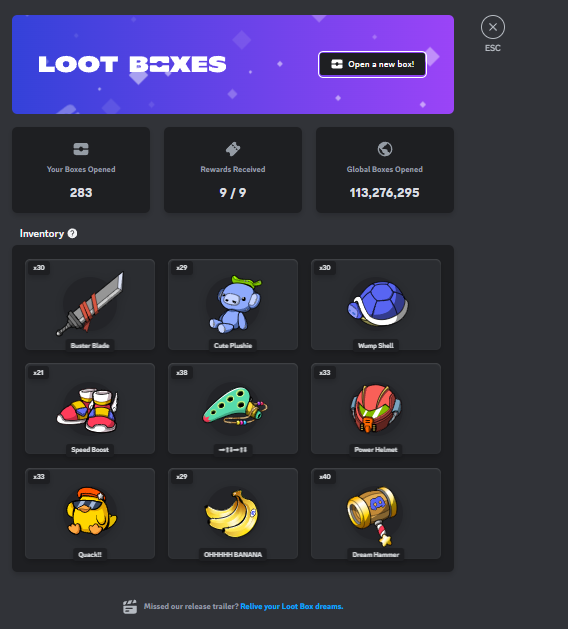 LOOT BOXES
Open a new box!
ESC
Your Boxes Opened
283
Rewards Received
9 / 9
Global Boxes Opened
113,276,295
Inventory ?
x30
Buster Blade
x29
Cute Plushie
x30
Wump Shell
x21
Speed Boost
x38
x33
Power Helmet
x33
Quack!!
x29
OHHHHH BANANA
x40
Dream Hammer
Missed our release trailer? Relive your Loot Box dreams.